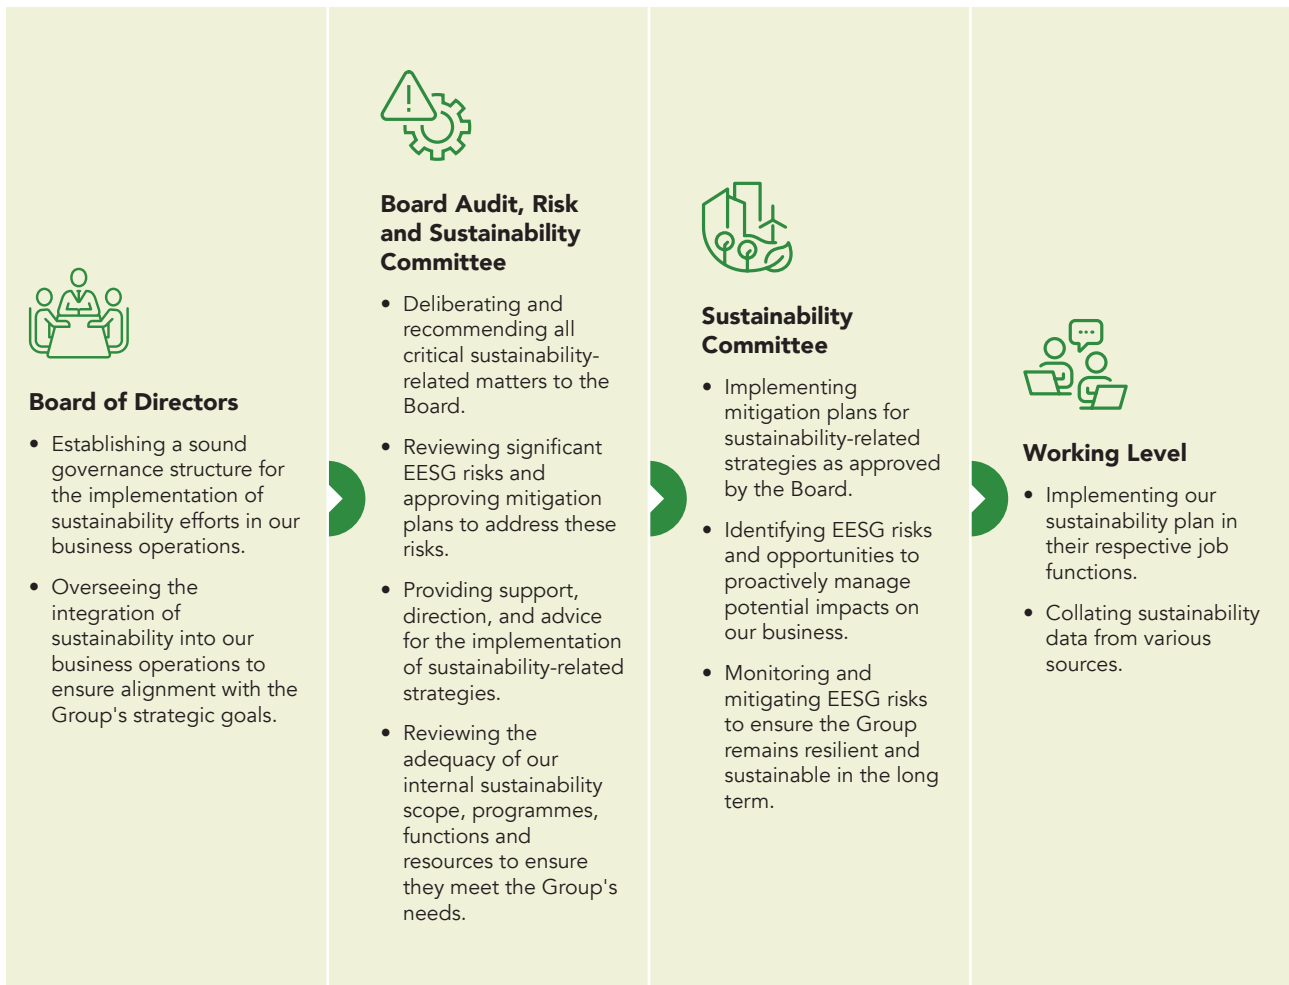 Board of Directors
• Establishing a sound
governance structure for
the implementation of
sustainability efforts in our
business operations.
• Overseeing the
integration of
sustainability into our
business operations to
ensure alignment with the
Group's strategic goals.
Board Audit, Risk
and Sustainability
Committee
• Deliberating and
recommending all
critical sustainability-
related matters to the
Board.
• Reviewing significant
EESG risks and
approving mitigation
plans to address these
risks.
• Providing support,
direction, and advice
for the implementation
of sustainability-related
strategies.
• Reviewing the
adequacy of our
internal sustainability
scope, programmes,
functions and
resources to ensure
they meet the Group's
needs.
Sustainability
Committee
• Implementing
mitigation plans for
sustainability-related
strategies as approved
by the Board.
• Identifying EESG risks
and opportunities to
proactively manage
potential impacts on
our business.
• Monitoring and
mitigating EESG risks
to ensure the Group
remains resilient and
sustainable in the long
term.
Working Level
• Implementing our
sustainability plan in
their respective job
functions.
• Collating sustainability
data from various
sources.